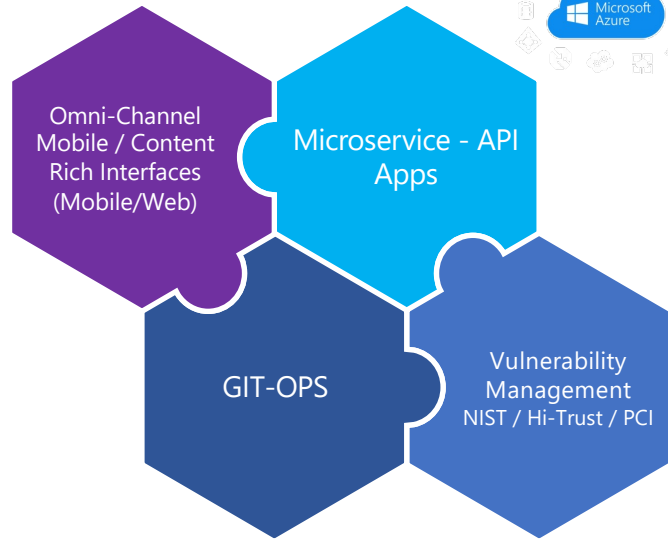 Microsoft
Azure
Omni-Channel
Mobile / Content
Rich Interfaces
(Mobile/Web)
Microservice - API
Apps
GIT-OPS
Vulnerability
Management
NIST / Hi-Trust / PCI